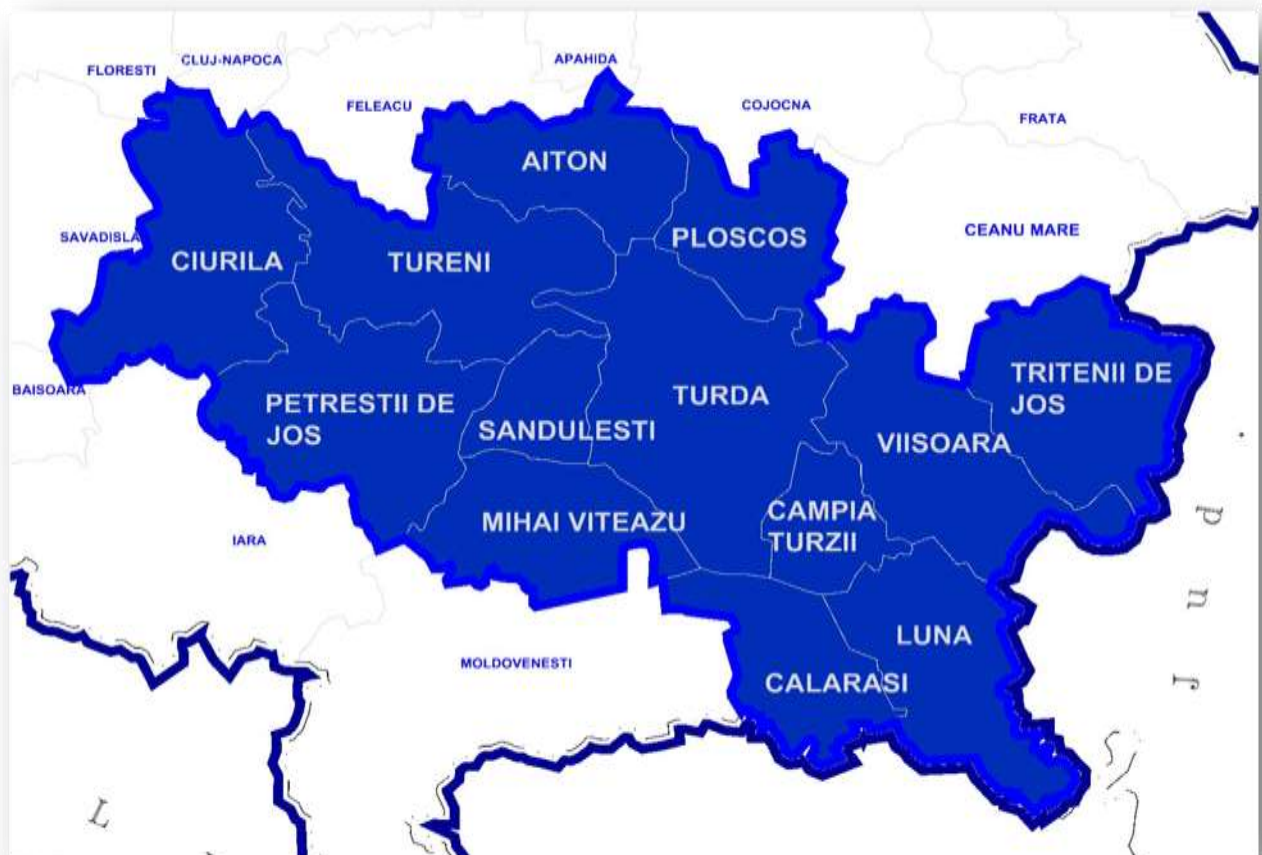 CLUJ-NAPOCA
FLORESTI
APAHIDA
FELEACU
COJOCNA
FRATA
AITON
SAVADISLA
PLOSCOS
CEANU MARE
CIURILA
TURENI
BAISOARA
TRITENII DE
JOS
PETRESTII DE
JOS
TURDA
SANDULESTI
VIISOARA
MIHAI VITEAZU
CAMPIA
TURZII
IARA
LUNA
MOLDOVENESTI
CALARASI
J u d
L